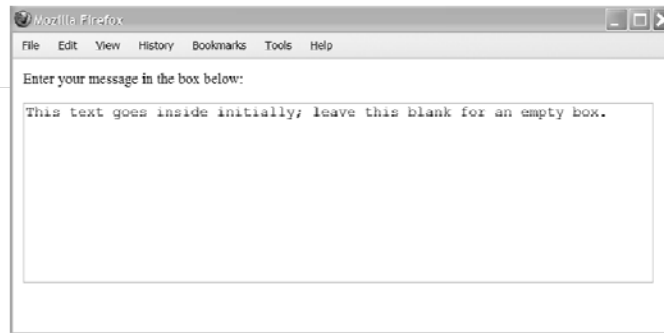 Mozilla Firefox
File Edit View History Bookmarks Tools Help
Enter your message in the box below:
This text goes inside initially; leave this blank for an empty box.